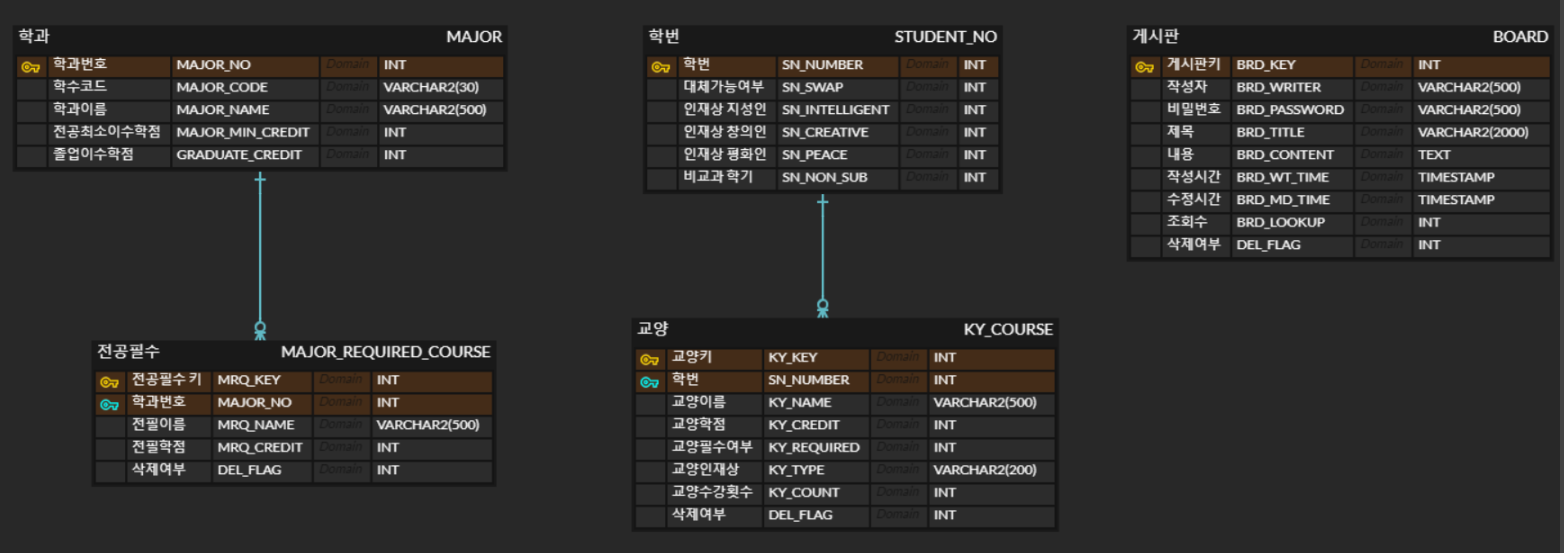 학과 MAJOR
학과번호 MAJOR_NO Domain INT
학수코드 MAJOR_CODE Domain VARCHAR2(30)
학과이름 MAJOR_NAME Domain VARCHAR2(500)
전공최소이수학점 MAJOR_MIN_CREDIT Domain INT
졸업이수학점 GRADUATE_CREDIT Domain INT
학번 STUDENT_NO
학번 SN_NUMBER Domain INT
대체가능여부 SN_SWAP Domain INT
인재상 지성인 SN_INTELLIGENT Domain INT
인재상 창의인 SN_CREATIVE Domain INT
인재상 평화인 SN_PEACE Domain INT
비교과 학기 SN_NON_SUB Domain INT
게시판 BOARD
게시판키 BRD_KEY Domain INT
작성자 BRD_WRITER Domain VARCHAR2(500)
비밀번호 BRD_PASSWORD Domain VARCHAR2(500)
제목 BRD_TITLE Domain VARCHAR2(2000)
내용 BRD_CONTENT Domain TEXT
작성시간 BRD_WT_TIME Domain TIMESTAMP
수정시간 BRD_MD_TIME Domain TIMESTAMP
조회수 BRD_LOOKUP Domain INT
삭제여부 DEL_FLAG Domain INT
전공필수 MAJOR_REQUIRED_COURSE
전공필수 키 MRQ_KEY Domain INT
학과번호 MAJOR_NO Domain INT
전필이름 MRQ_NAME Domain VARCHAR2(500)
전필학점 MRQ_CREDIT Domain INT
삭제여부 DEL_FLAG Domain INT
교양 KY_COURSE
교양키 KY_KEY Domain INT
학번 SN_NUMBER Domain INT
교양이름 KY_NAME Domain VARCHAR2(500)
교양학점 KY_CREDIT Domain INT
교양필수여부 KY_REQUIRED Domain INT
교양인재상 KY_TYPE Domain VARCHAR2(200)
교양수강횟수 KY_COUNT Domain INT
삭제여부 DEL_FLAG Domain INT